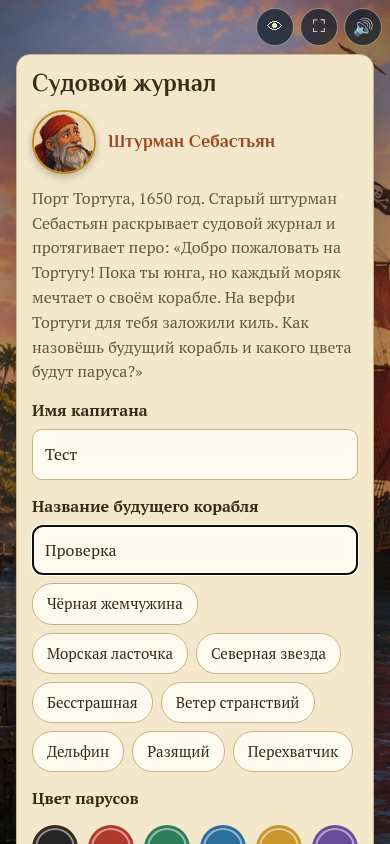 Судовой журнал
Штурман Себастьян
Порт Тортуга, 1650 год. Старый штурман
Себастьян раскрывает судовой журнал и
протягивает перо: «Добро пожаловать на
Тортугу! Пока ты юнга, но каждый моряк
мечтает о своём корабле. На верфи
Тортуги для тебя заложили киль. Как
назовёшь будущий корабль и какого цвета
будут паруса?»
Имя капитана
Тест
Название будущего корабля
Проверка
Чёрная жемчужина
Морская ласточка Северная звезда
Бесстрашная Ветер странствий
Дельфин Разящий Перехватчик
Цвет парусов